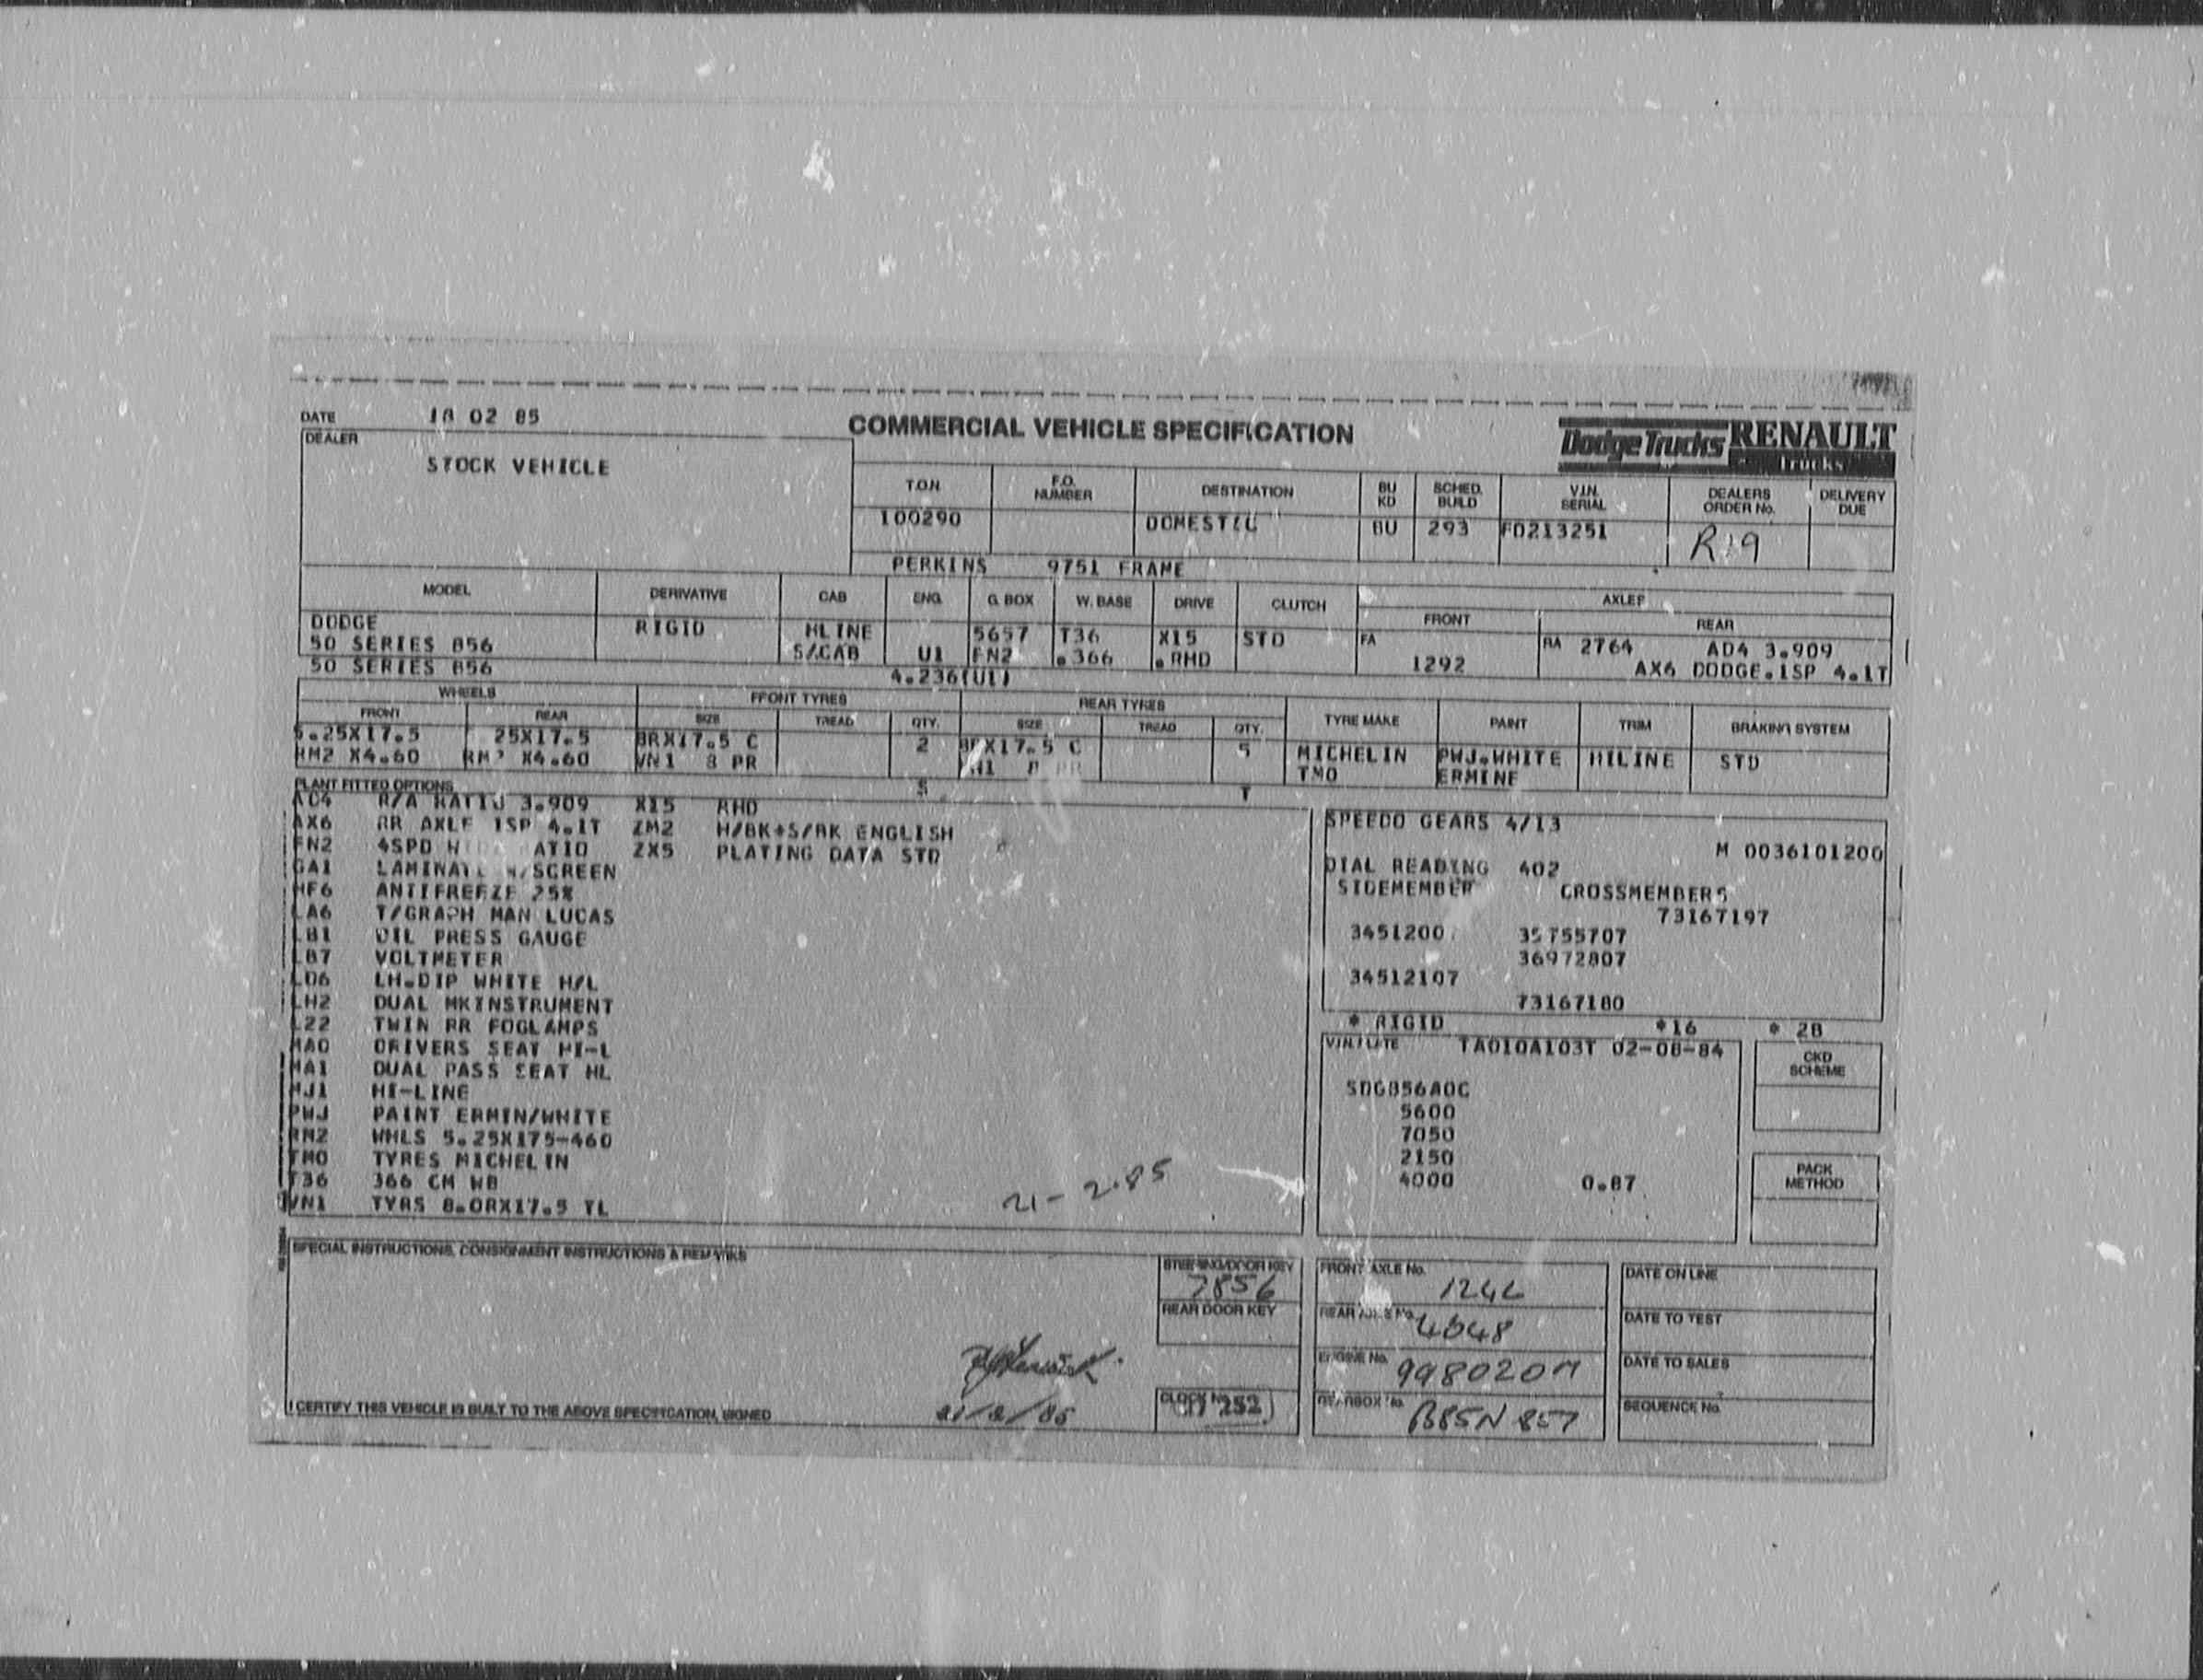 DATE 18 02 85
COMMERCIAL VEHICLE SPECIFICATION
Dodge Trucks RENAULT Trucks
DEALER
STOCK VEHICLE
T.O.N. F.O. NUMBER DESTINATION BU KD SCHED. BUILD V.I.N. SERIAL DEALERS ORDER No. DELIVERY DUE
100290 DOMESTIC BU 293 F0213251
PERKINS 9751 FRAME
MODEL DERIVATIVE CAB ENG. G. BOX W. BASE DRIVE CLUTCH AXLES
FRONT REAR
DODGE RIGID HLINE 5657 T36 X15 STD FA RA 2764 AD4 3.909
50 SERIES 856 S/CAB U1 FN2 .366 .RHD 1292 AX6 DODGE.1SP 4.1T
50 SERIES 856 4.236(U1)
WHEELS FRONT TYRES REAR TYRES TYRE MAKE PAINT TRIM BRAKING SYSTEM
FRONT REAR SIZE TREAD QTY. SIZE TREAD QTY.
5.25X17.5 25X17.5 8RX17.5 C 2 8RX17.5 C 5 MICHELIN PWJ.WHITE HILINE STD
RM2 X4.60 RM2 X4.60 VN1 8 PR TMO ERMINE
PLANT FITTED OPTIONS S T
AD4 R/A RATIO 3.909 X15 RHD
AX6 RR AXLE 1SP 4.1T ZM2 H/BK+S/BK ENGLISH
FN2 4SPD WIDE RATIO ZX5 PLATING DATA STD
GA1 LAMINATE W/SCREEN
HF6 ANTIFREEZE 25%
LA6 T/GRAPH MAN LUCAS
LB1 OIL PRESS GAUGE
LB7 VOLTMETER
LD6 LH.DIP WHITE H/L
LH2 DUAL MKINSTRUMENT
L22 TWIN RR FOGLAMPS
MA0 DRIVERS SEAT HI-L
MA1 DUAL PASS SEAT HL
MJ1 HI-LINE
PWJ PAINT ERMIN/WHITE
RM2 WHLS 5.25X175-460
TMO TYRES MICHELIN
T36 366 CM WB
VN1 TYRS 8.0RX17.5 TL
21-2-85
SPEEDO GEARS 4/13
M 0036101200
DIAL READING 402
SIDEMEMBER CROSSMEMBERS
73167197
3451200 35755707
36972807
34512107
73167180
* RIGID *16 * 28
VIN PLATE TA010A103T 02-08-84
SDG856A0C
5600
7050
2150
4000 0.87
CKD SCHEME
PACK METHOD
SPECIAL INSTRUCTIONS, CONSIGNMENT INSTRUCTIONS & REMARKS
STEERING/DOOR KEY
7856
REAR DOOR KEY
CLOCK No.
252
FRONT AXLE No.
REAR AXLE No.
4648
ENGINE No.
GEARBOX No.
B85N 857
DATE ON LINE
DATE TO TEST
DATE TO SALES
SEQUENCE No.
I CERTIFY THIS VEHICLE IS BUILT TO THE ABOVE SPECIFICATION, SIGNED
21/2/85